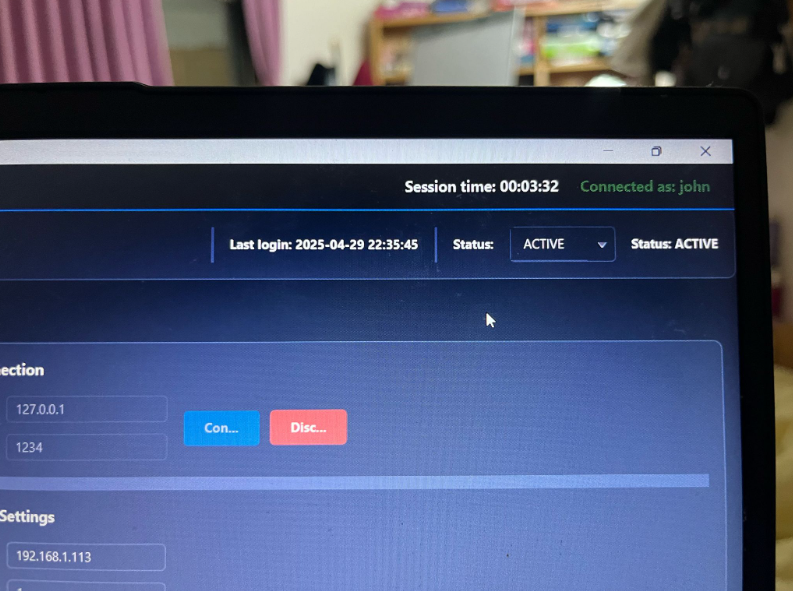 Session time: 00:03:32 Connected as: john
Last login: 2025-04-29 22:35:45 Status: ACTIVE Status: ACTIVE
ection
127.0.0.1
Con... Disc...
1234
Settings
192.168.1.113